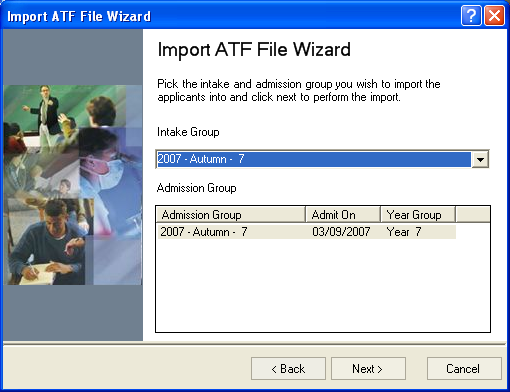 Import ATF File Wizard
Import ATF File Wizard
Pick the intake and admission group you wish to import the
applicants into and click next to perform the import.
Intake Group
2007 - Autumn - 7
Admission Group
Admission Group Admit On Year Group
2007 - Autumn - 7 03/09/2007 Year 7
< Back Next > Cancel